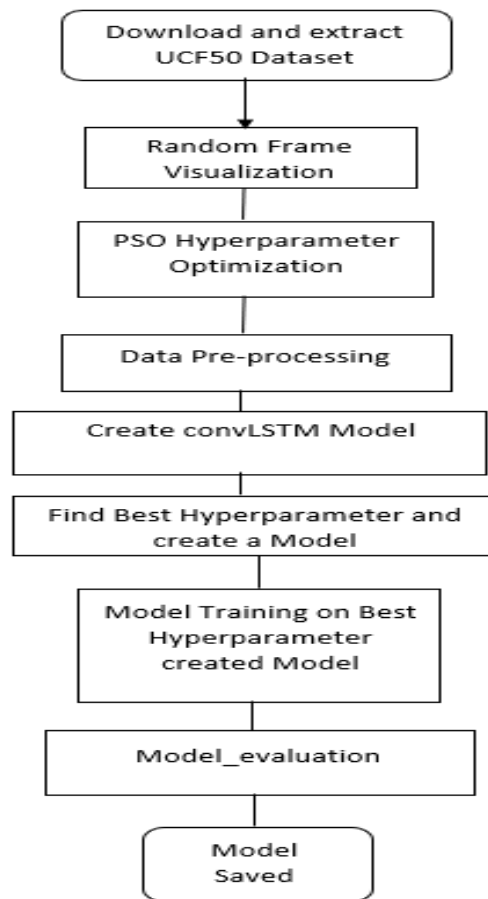 Download and extract
UCF50 Dataset
Random Frame
Visualization
PSO Hyperparameter
Optimization
Data Pre-processing
Create convLSTM Model
Find Best Hyperparameter and
create a Model
Model Training on Best
Hyperparameter
created Model
Model_evaluation
Model
Saved